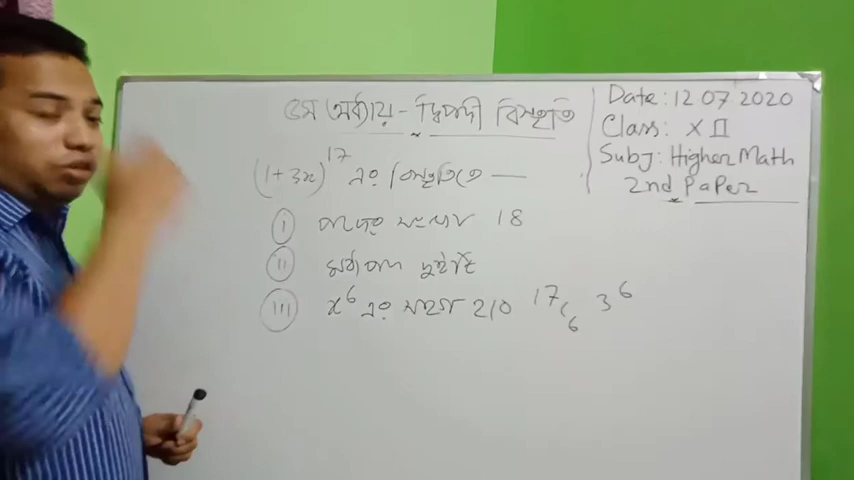 ৫ম অধ্যায় - দ্বিপদী বিস্তৃতি
Date: 12 07 2020
Class: XII
Subj: Higher Math
2nd Paper
(1+3x)^17 এর বিস্তৃতিতে —
(i) পদের সংখ্যা 18
(ii) মধ্যপদ দুইটি
(iii) x^6 এর সহগ 17C6 3^6